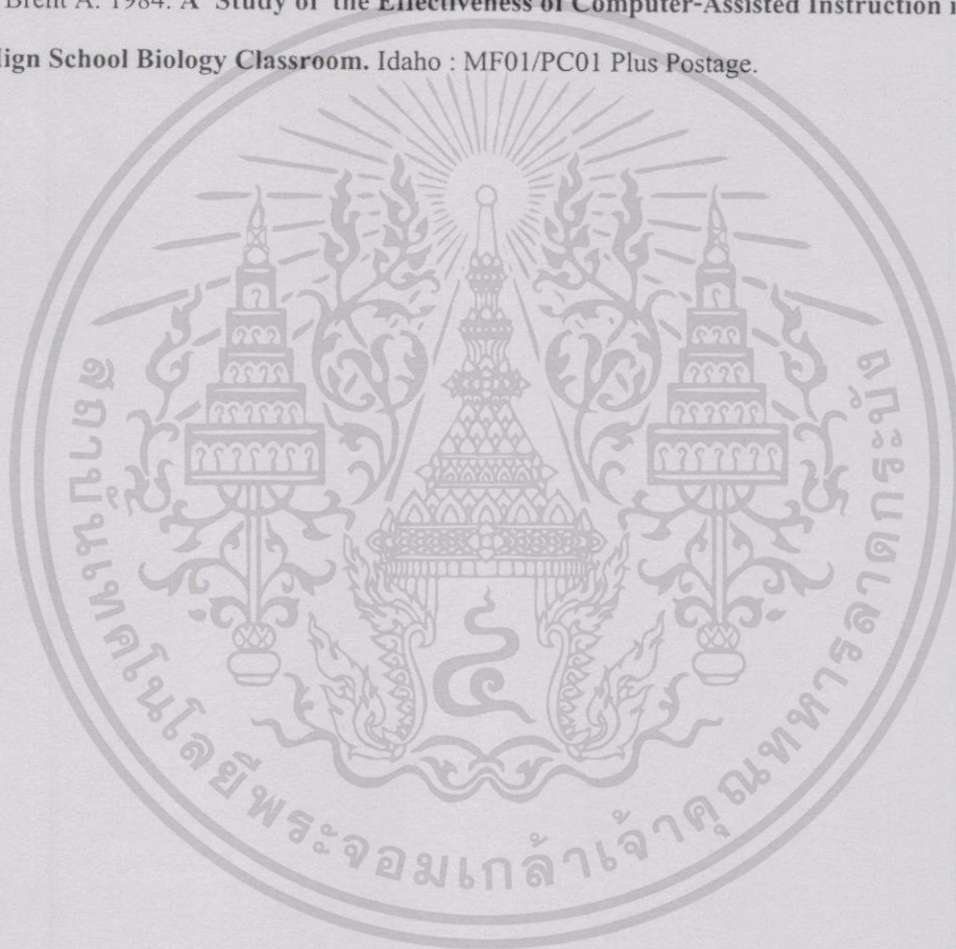 Brent A. 1984. A Study of the Effectiveness of Computer-Assisted Instruction
Hign School Biology Classroom. Idaho : MF01/PC01 Plus Postage.
๔
สถาบันเทคโนโลยีพระจอมเกล้าเจ้าคุณทหารลาดกระบัง